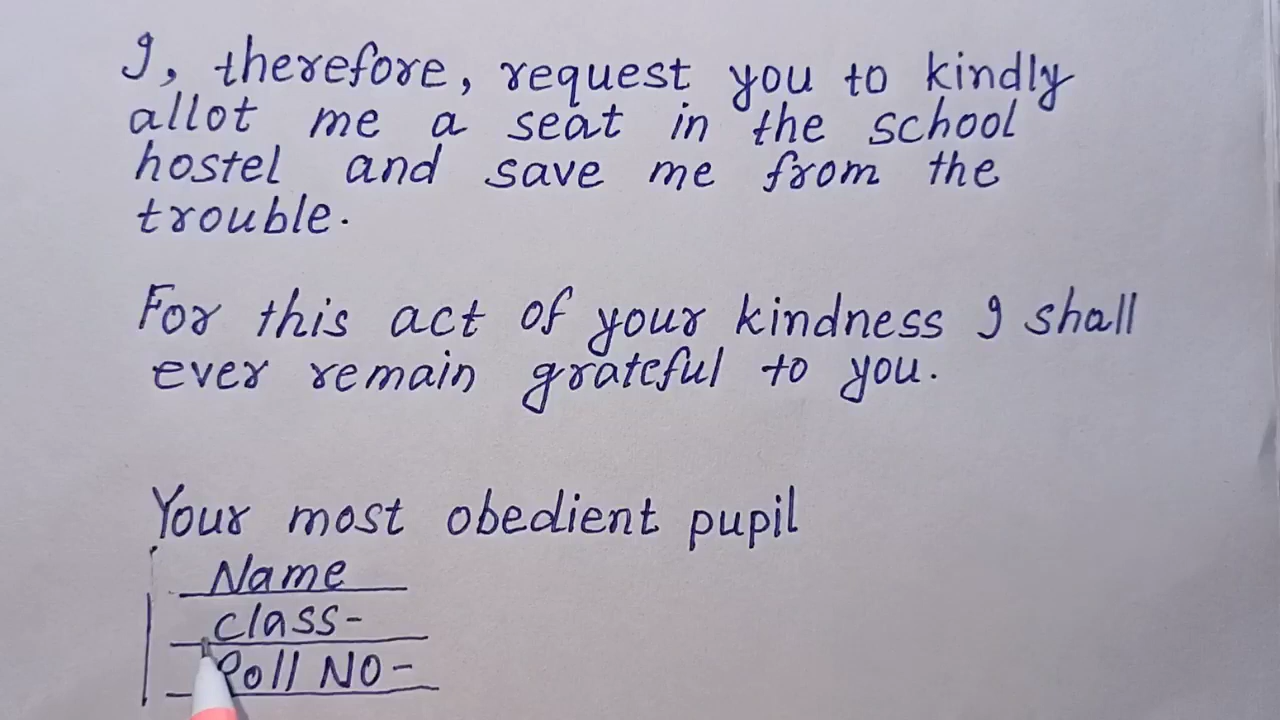 I, therefore, request you to kindly
allot me a seat in the school
hostel and save me from the
trouble.
For this act of your kindness I shall
ever remain grateful to you.
Your most obedient pupil
Name
class-
Roll NO-